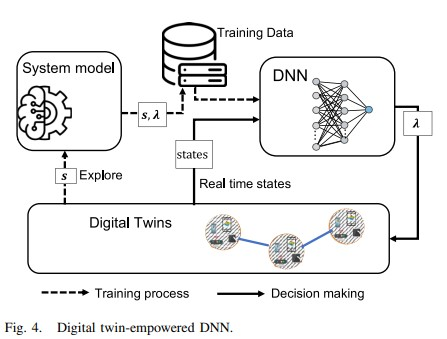 Training Data
System model
DNN
s, λ
λ
states
s
Explore
Real time states
Digital Twins
Training process
Decision making
Fig. 4. Digital twin-empowered DNN.